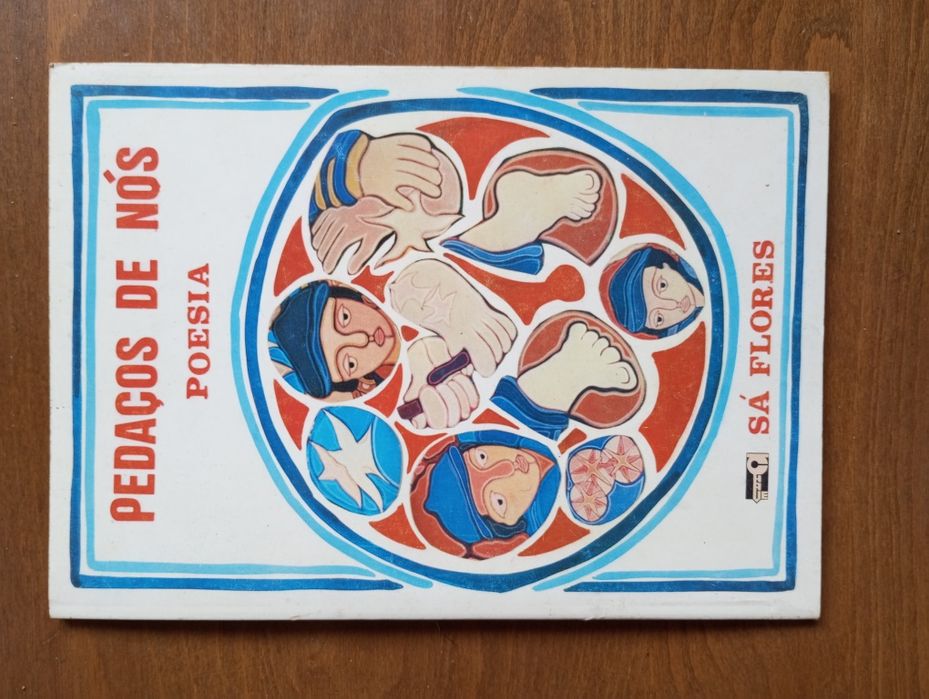 PEDAÇOS DE NÓS
POESIA
SÁ FLORES